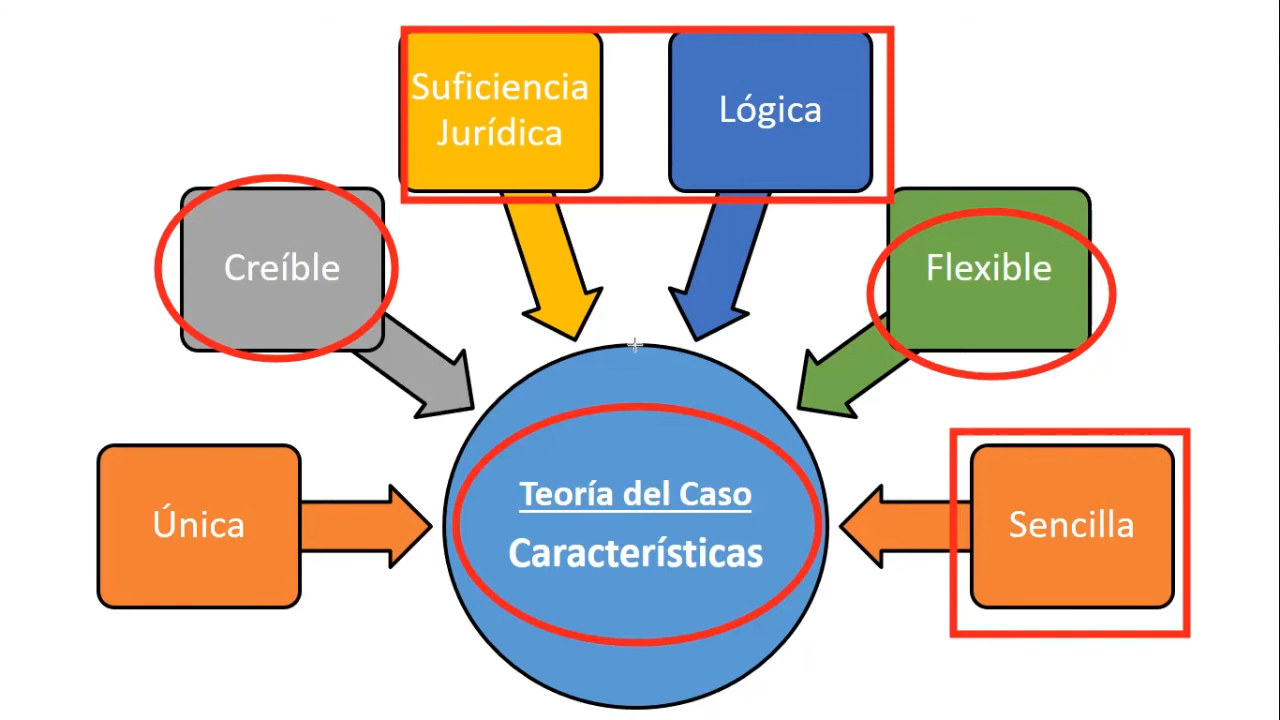 Suficiencia
Jurídica
Lógica
Creíble
Flexible
Única
Teoría del Caso
Características
Sencilla